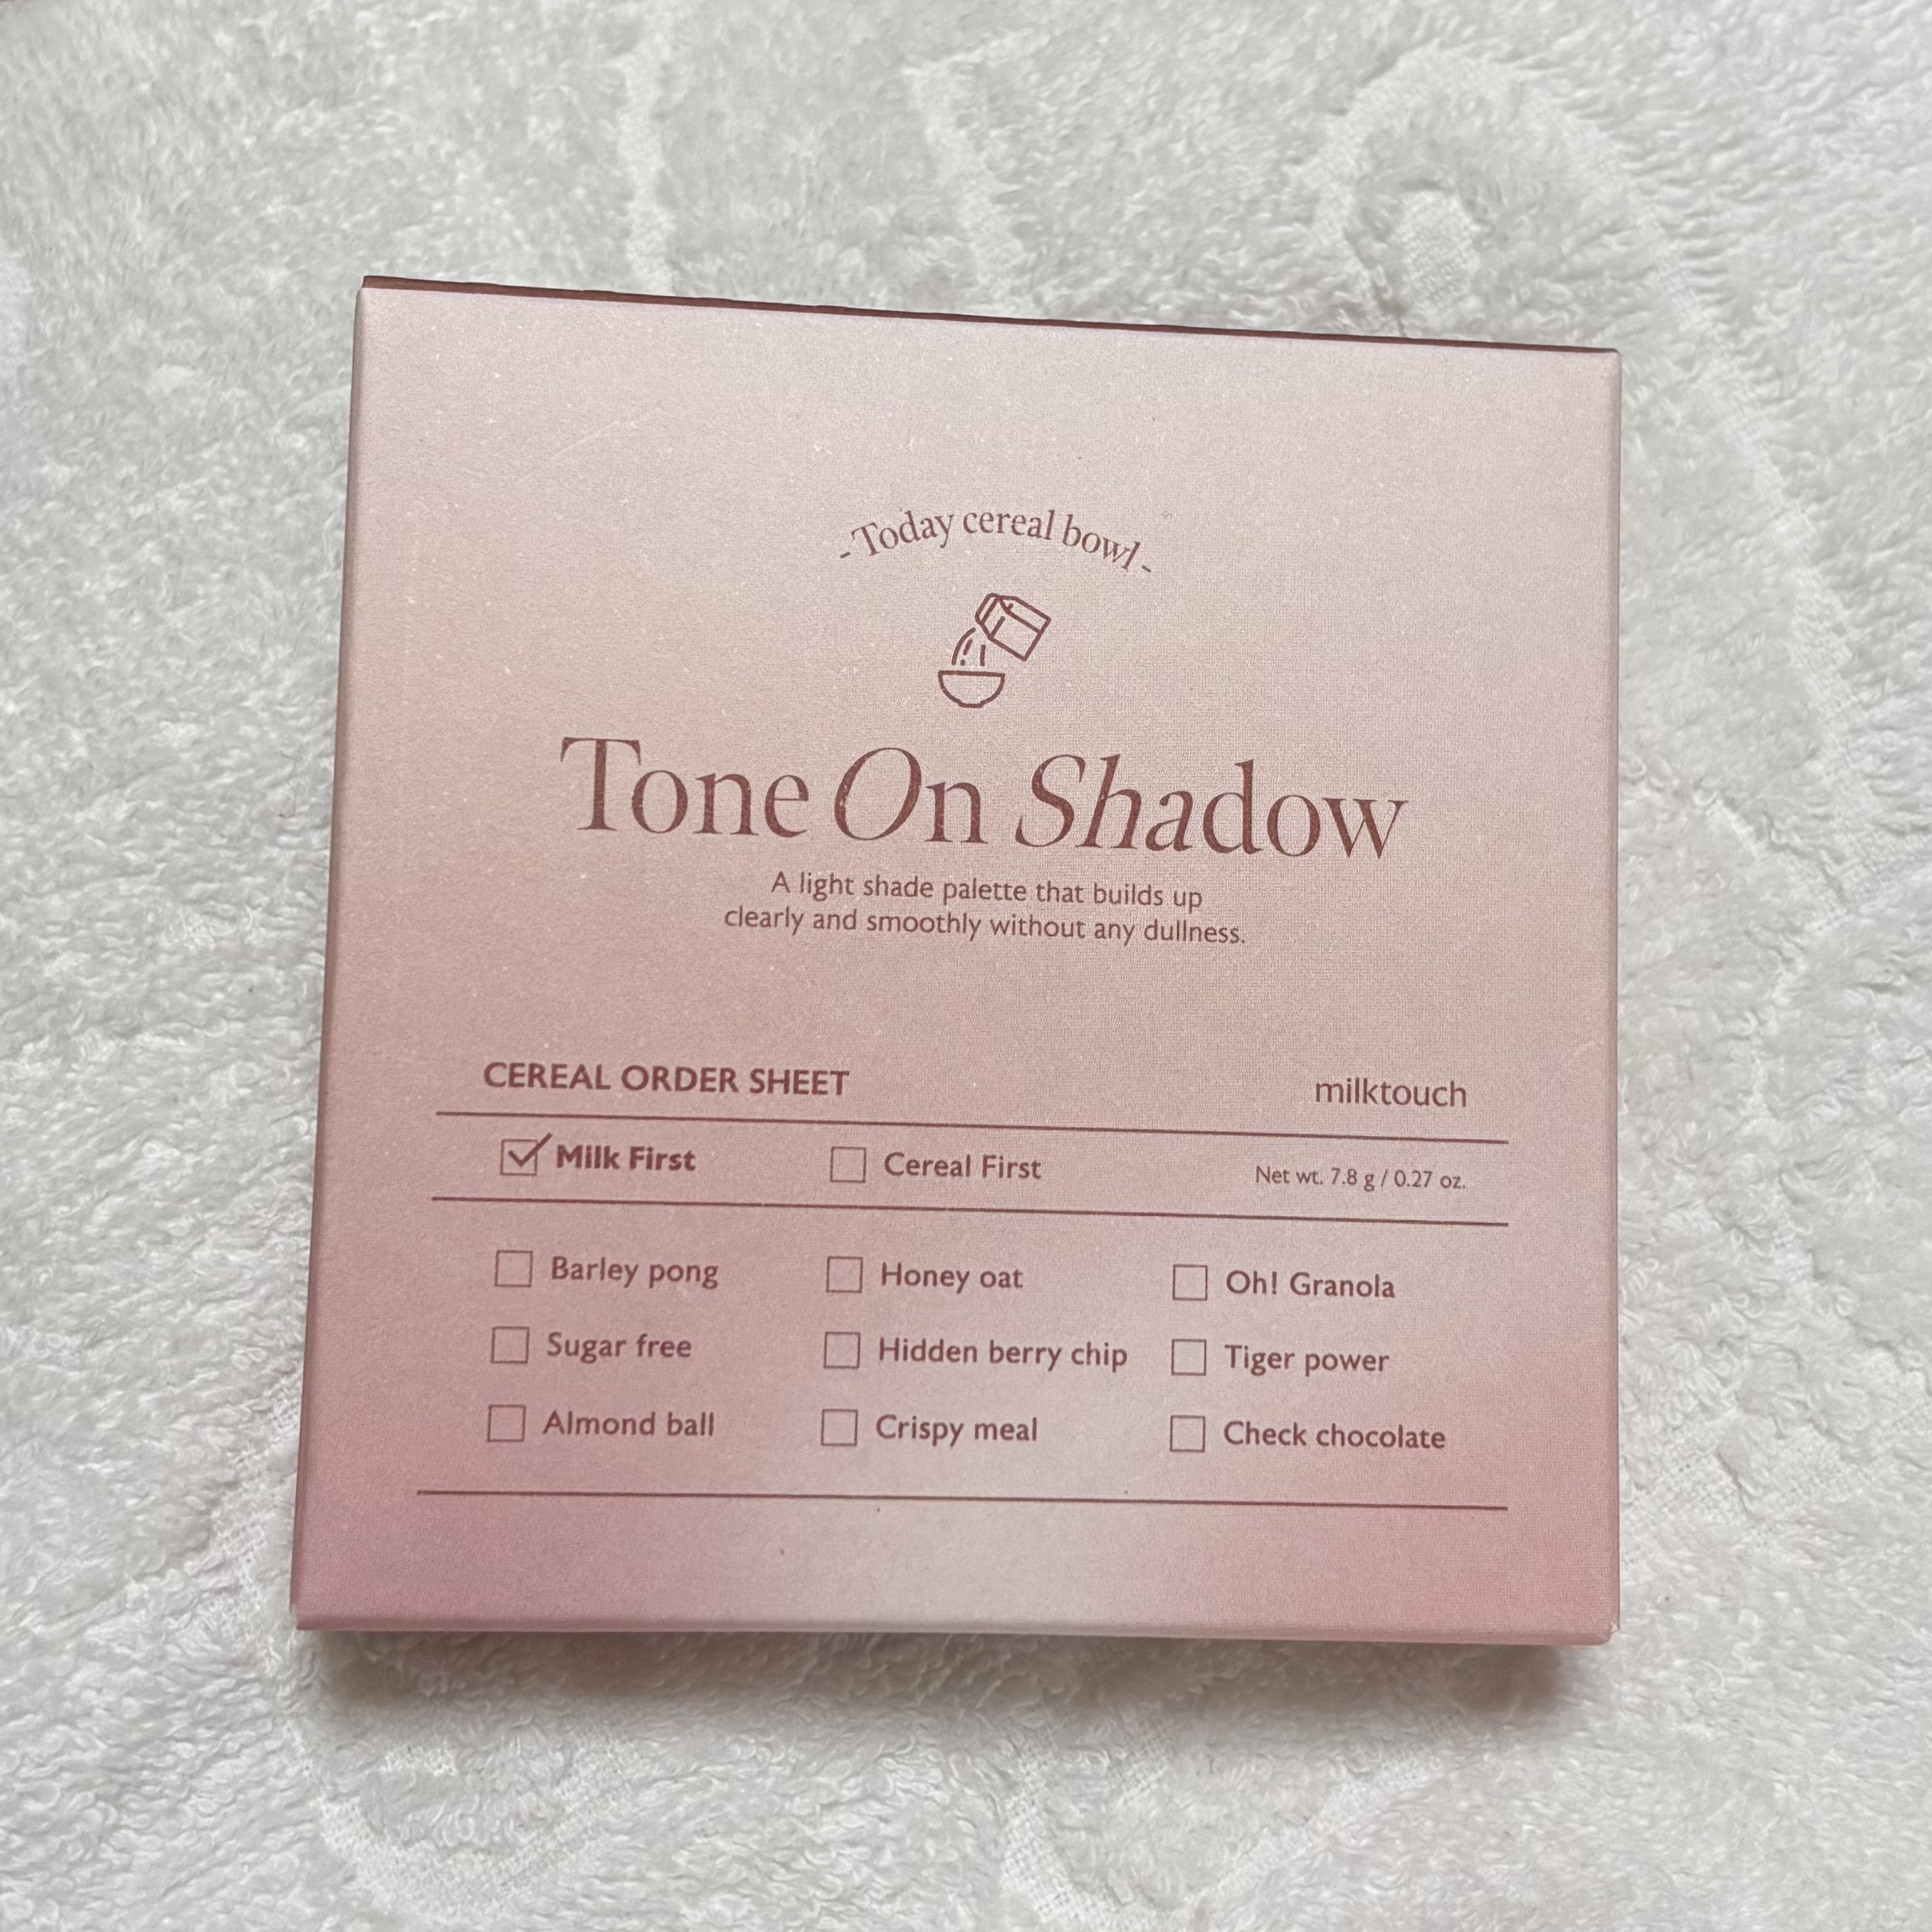 - Today cereal bowl -
Tone On Shadow
A light shade palette that builds up
clearly and smoothly without any dullness.
CEREAL ORDER SHEET milktouch
Milk First Cereal First Net wt. 7.8 g / 0.27 oz.
Barley pong Honey oat Oh! Granola
Sugar free Hidden berry chip Tiger power
Almond ball Crispy meal Check chocolate